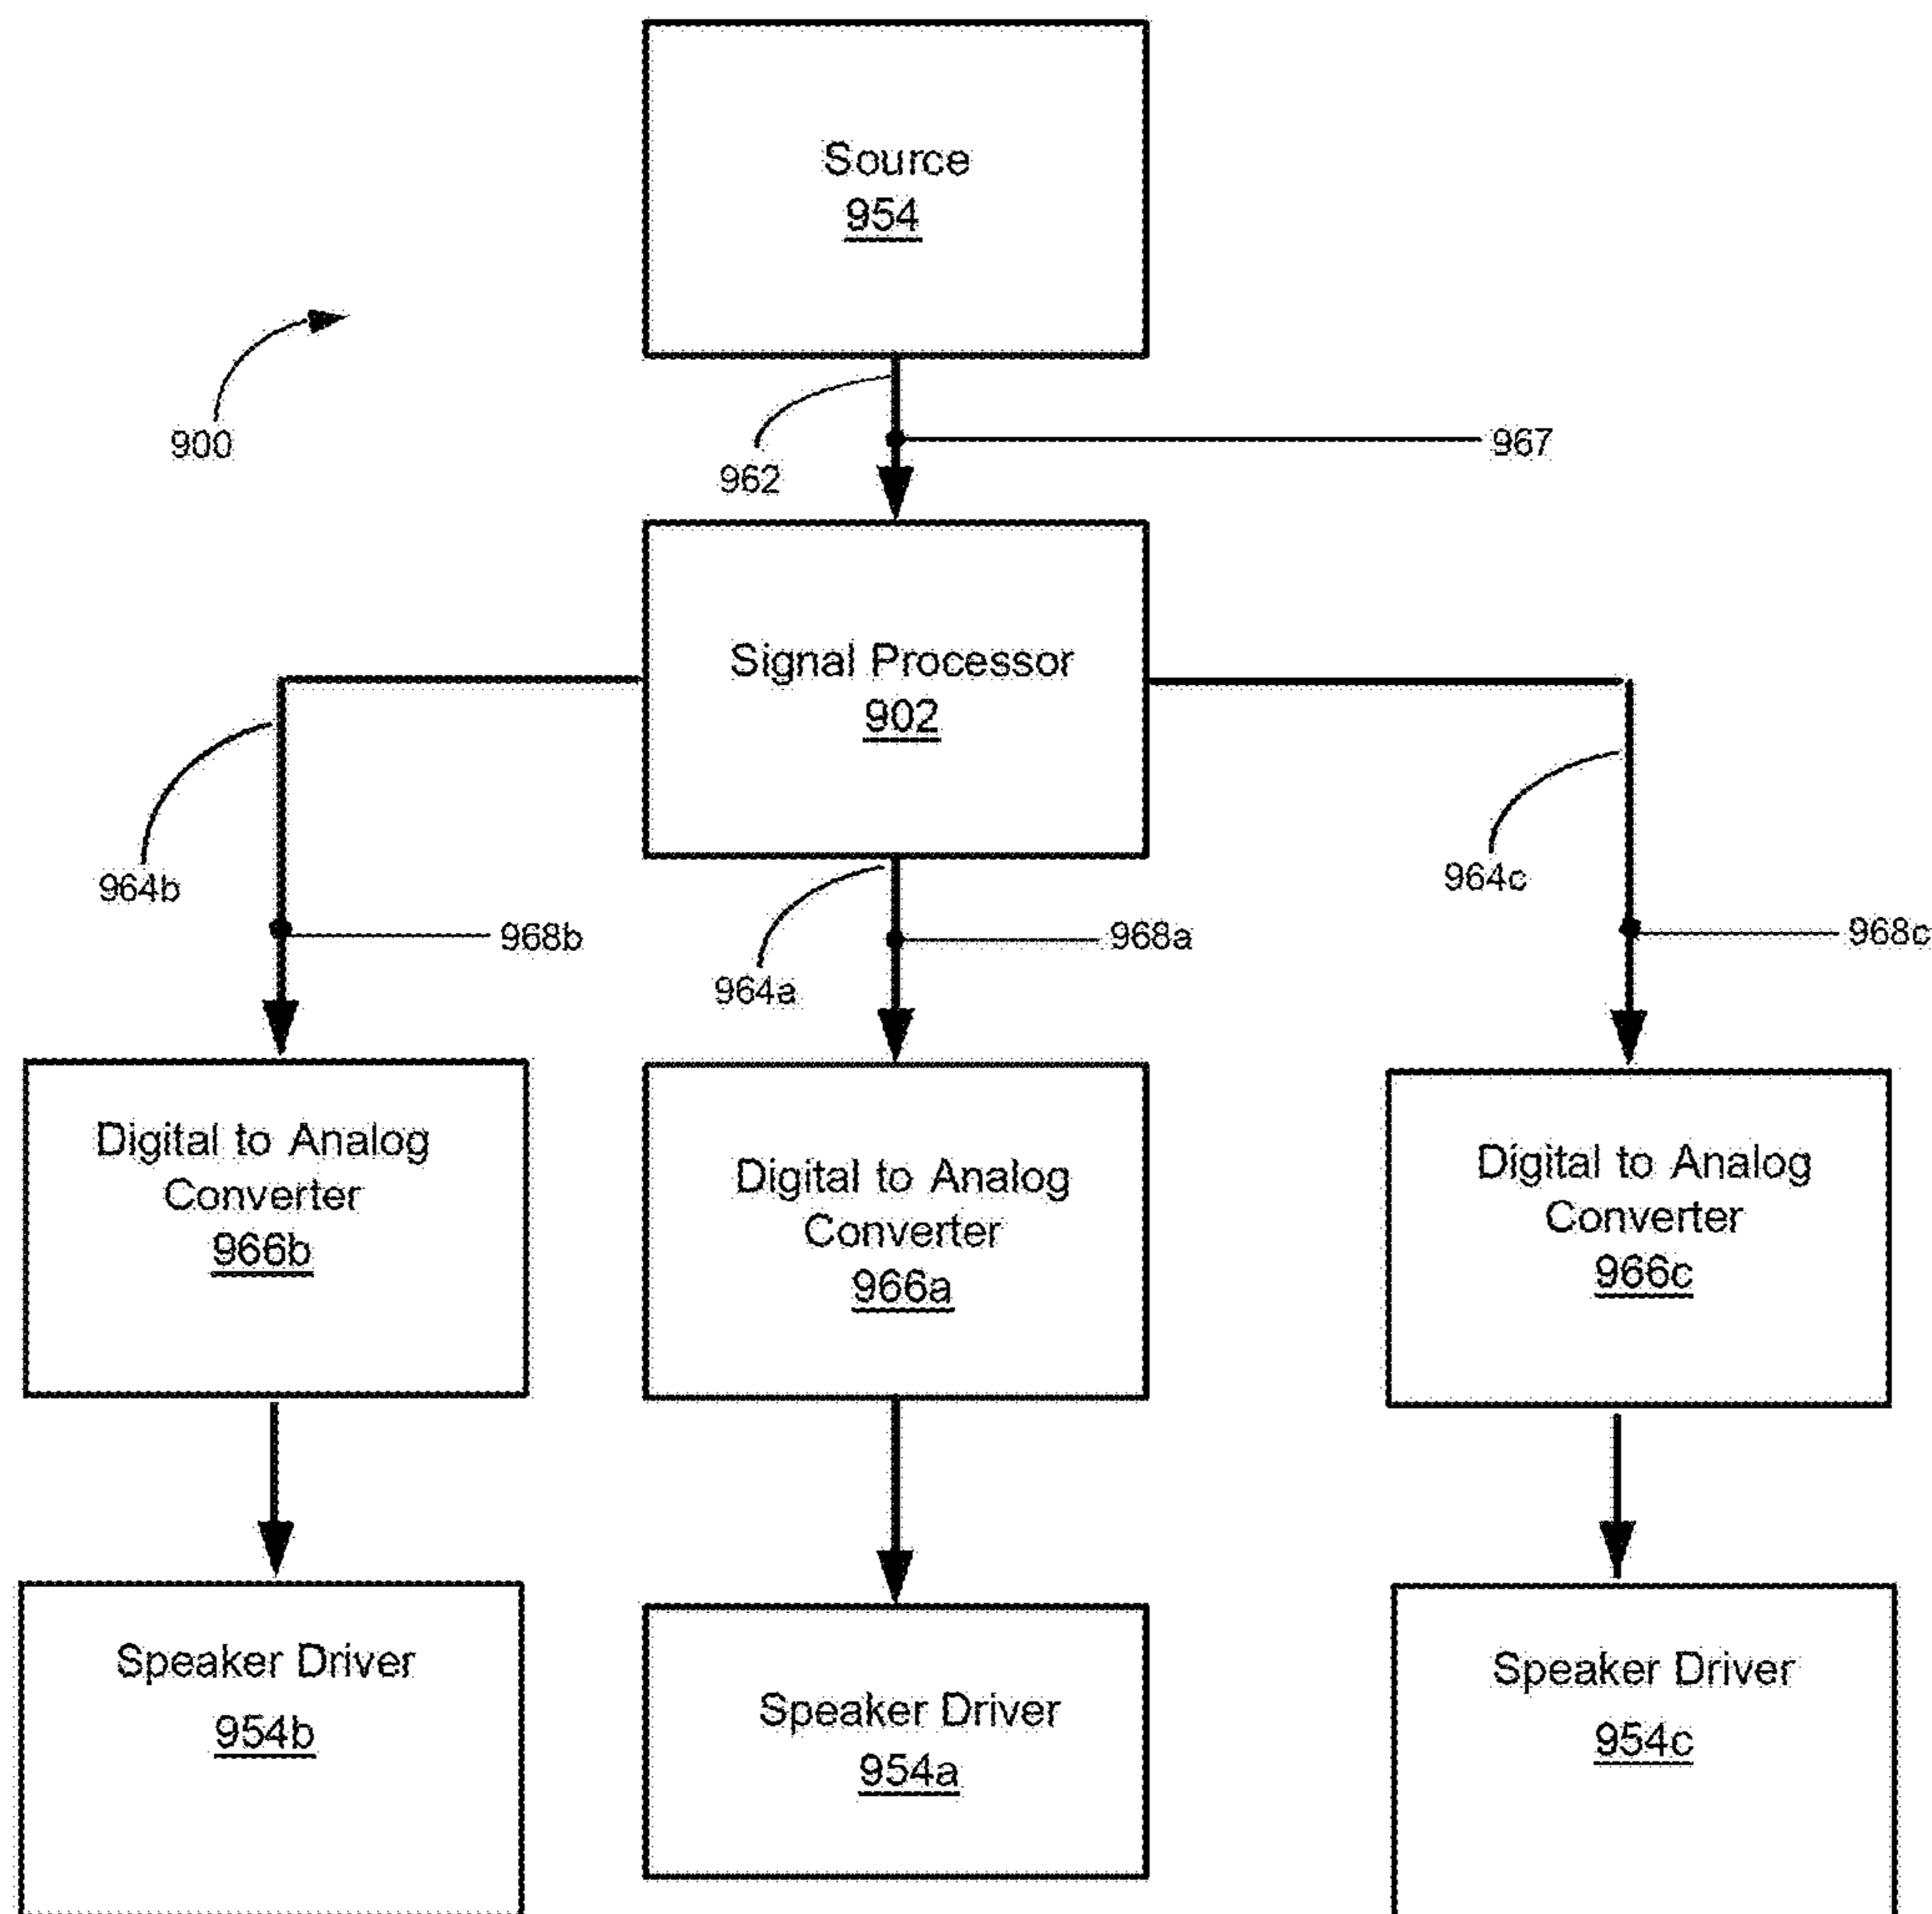 Source
954
900
962
967
Signal Processor
902
964b
964c
968b
968a
968c
964a
Digital to Analog
Converter
966b
Digital to Analog
Converter
966a
Digital to Analog
Converter
966c
Speaker Driver
954b
Speaker Driver
954a
Speaker Driver
954c